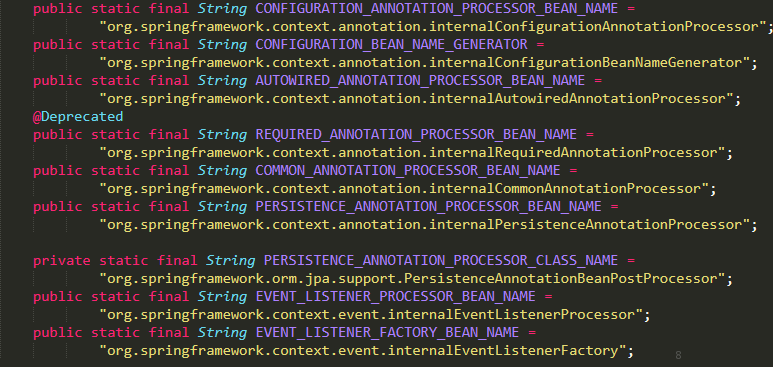 public static final String CONFIGURATION_ANNOTATION_PROCESSOR_BEAN_NAME =
"org.springframework.context.annotation.internalConfigurationAnnotationProcessor";
public static final String CONFIGURATION_BEAN_NAME_GENERATOR =
"org.springframework.context.annotation.internalConfigurationBeanNameGenerator";
public static final String AUTOWIRED_ANNOTATION_PROCESSOR_BEAN_NAME =
"org.springframework.context.annotation.internalAutowiredAnnotationProcessor";
@Deprecated
public static final String REQUIRED_ANNOTATION_PROCESSOR_BEAN_NAME =
"org.springframework.context.annotation.internalRequiredAnnotationProcessor";
public static final String COMMON_ANNOTATION_PROCESSOR_BEAN_NAME =
"org.springframework.context.annotation.internalCommonAnnotationProcessor";
public static final String PERSISTENCE_ANNOTATION_PROCESSOR_BEAN_NAME =
"org.springframework.context.annotation.internalPersistenceAnnotationProcessor";
private static final String PERSISTENCE_ANNOTATION_PROCESSOR_CLASS_NAME =
"org.springframework.orm.jpa.support.PersistenceAnnotationBeanPostProcessor";
public static final String EVENT_LISTENER_PROCESSOR_BEAN_NAME =
"org.springframework.context.event.internalEventListenerProcessor";
public static final String EVENT_LISTENER_FACTORY_BEAN_NAME =
"org.springframework.context.event.internalEventListenerFactory";
8